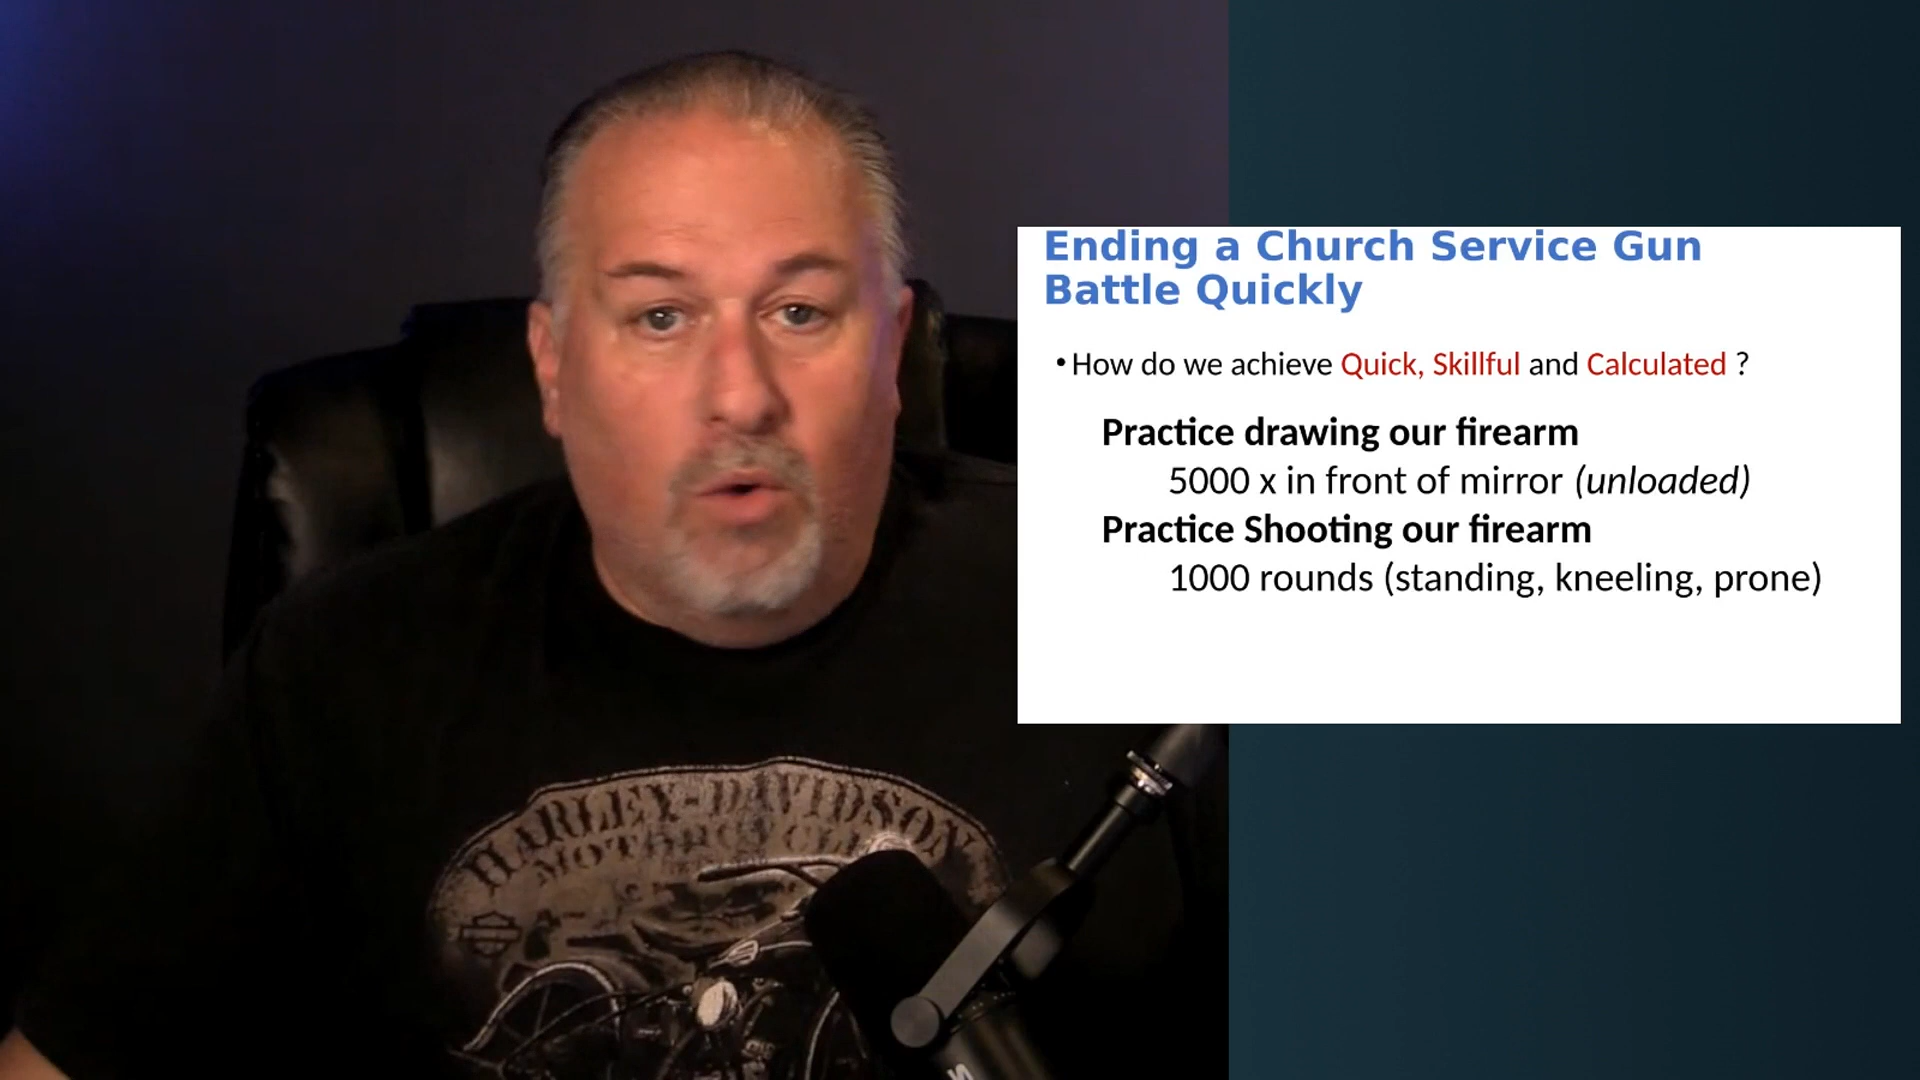 Ending a Church Service Gun
Battle Quickly
• How do we achieve Quick, Skillful and Calculated ?
Practice drawing our firearm
5000 x in front of mirror (unloaded)
Practice Shooting our firearm
1000 rounds (standing, kneeling, prone)
HARLEY-DAVIDSON